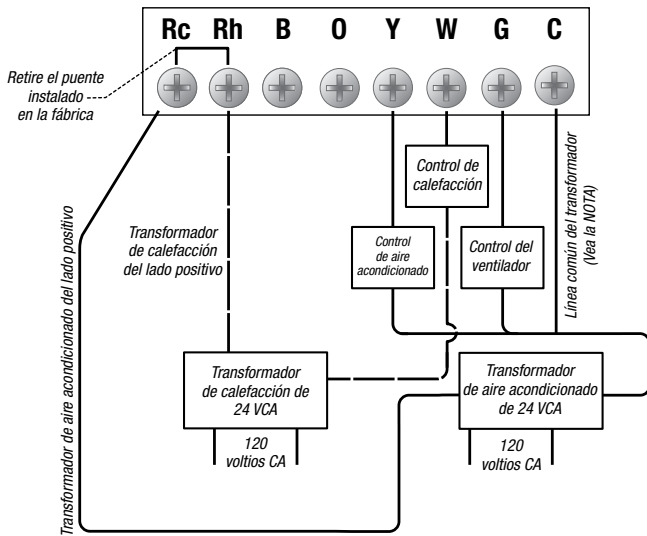 Rc Rh B O Y W G C
Retire el puente
instalado
en la fábrica
Control de
calefacción
Transformador
de calefacción
del lado positivo
Control
de aire
acondicionado
Control del
ventilador
Línea común del transformador
(Vea la NOTA)
Transformador de aire acondicionado del lado positivo
Transformador
de calefacción de
24 VCA
Transformador
de aire acondicionado
de 24 VCA
120
voltios CA
120
voltios CA